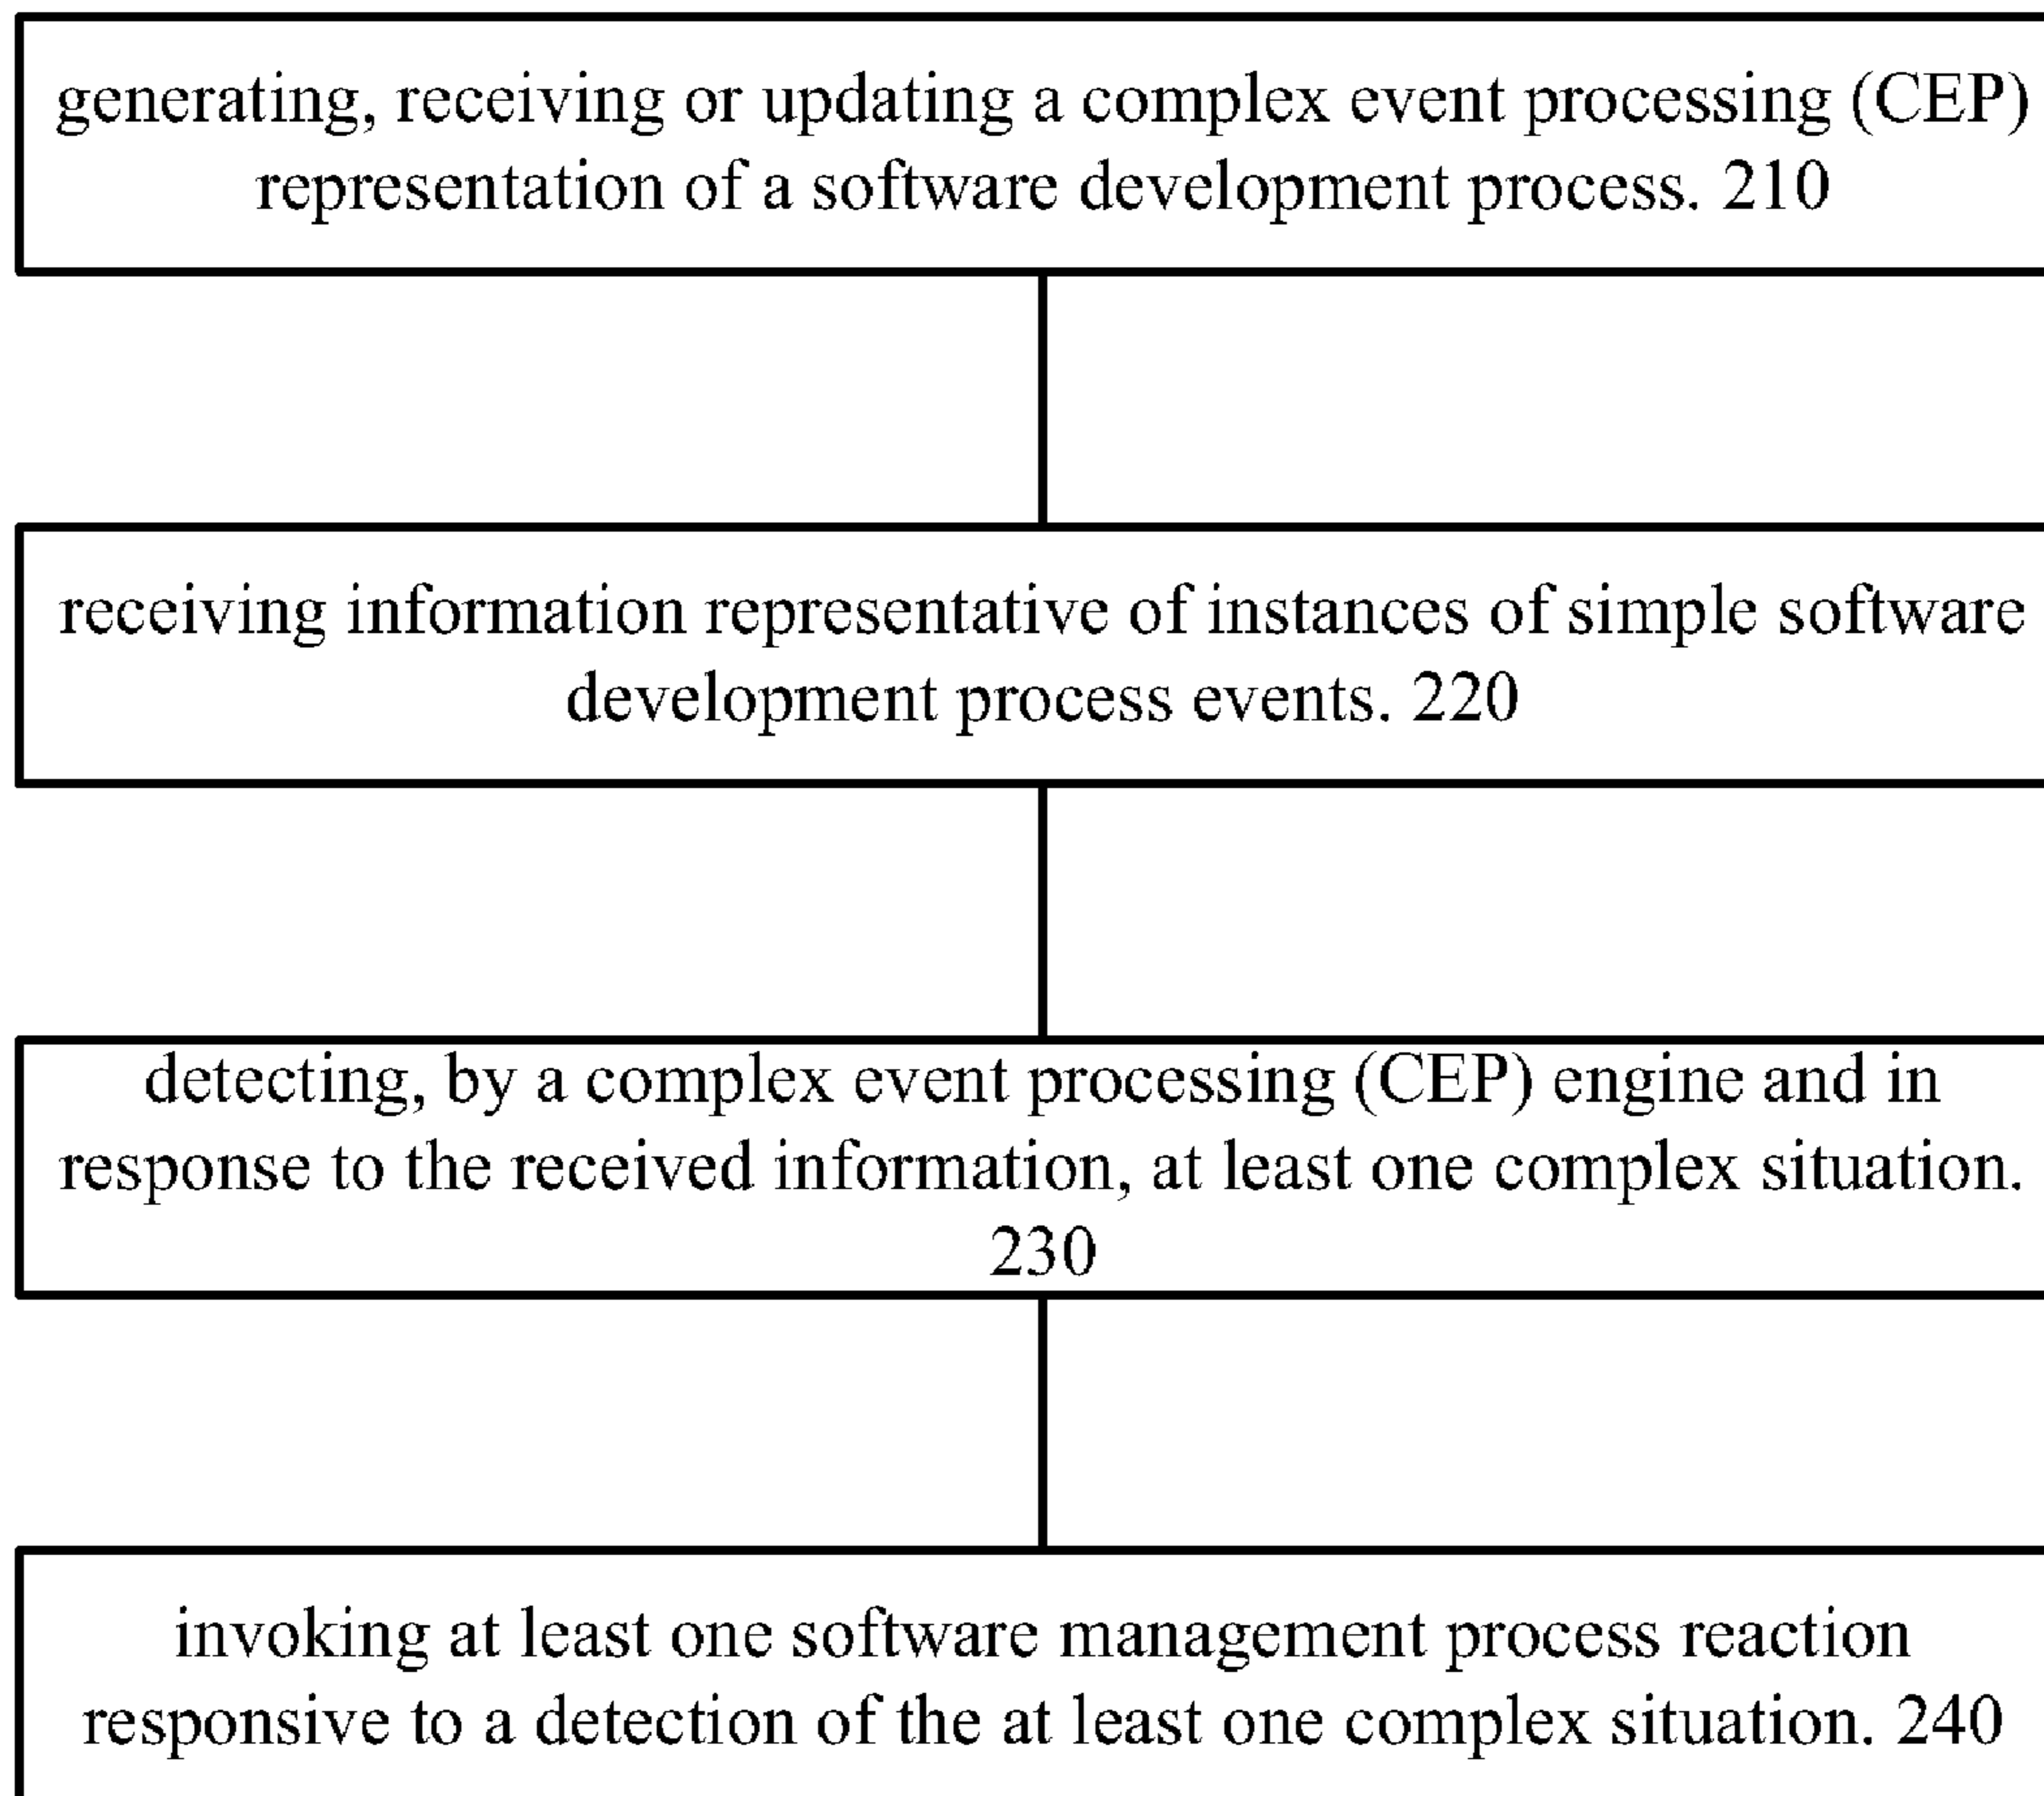 generating, receiving or updating a complex event processing (CEP)
representation of a software development process. 210
receiving information representative of instances of simple software
development process events. 220
detecting, by a complex event processing (CEP) engine and in
response to the received information, at least one complex situation.
230
invoking at least one software management process reaction
responsive to a detection of the at least one complex situation. 240